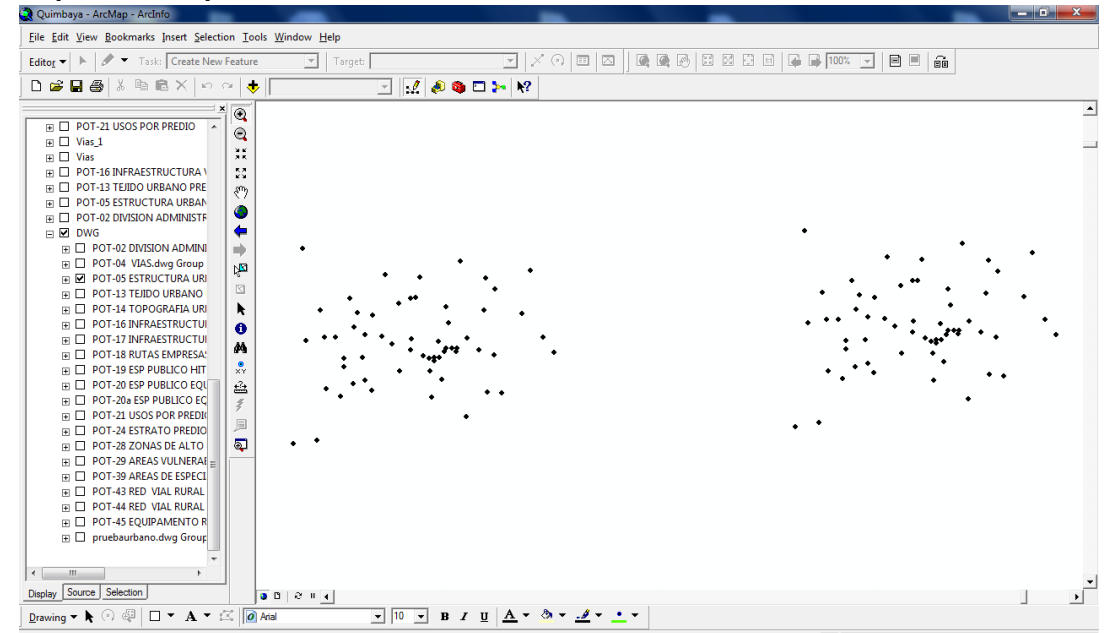 Quimbaya - ArcMap - ArcInfo
File Edit View Bookmarks Insert Selection Tools Window Help
Editor Task: Create New Feature Target: 100%
POT-21 USOS POR PREDIO
Vias_1
Vias
POT-16 INFRAESTRUCTURA
POT-13 TEJIDO URBANO PRE
POT-05 ESTRUCTURA URBAN
POT-02 DIVISION ADMINISTR
DWG
POT-02 DIVISION ADMINI
POT-04 VIAS.dwg Group
POT-05 ESTRUCTURA URI
POT-13 TEJIDO URBANO
POT-14 TOPOGRAFIA URI
POT-16 INFRAESTRUCTUI
POT-17 INFRAESTRUCTUI
POT-18 RUTAS EMPRESA
POT-19 ESP PUBLICO HIT
POT-20 ESP PUBLICO EQU
POT-20a ESP PUBLICO EQ
POT-21 USOS POR PREDI
POT-24 ESTRATO PREDIO
POT-28 ZONAS DE ALTO
POT-29 AREAS VULNERAE
POT-39 AREAS DE ESPECI
POT-43 RED VIAL RURAL
POT-44 RED VIAL RURAL
POT-45 EQUIPAMENTO R
pruebaurbano.dwg Group
Display Source Selection
Drawing A Arial 10 B I U A